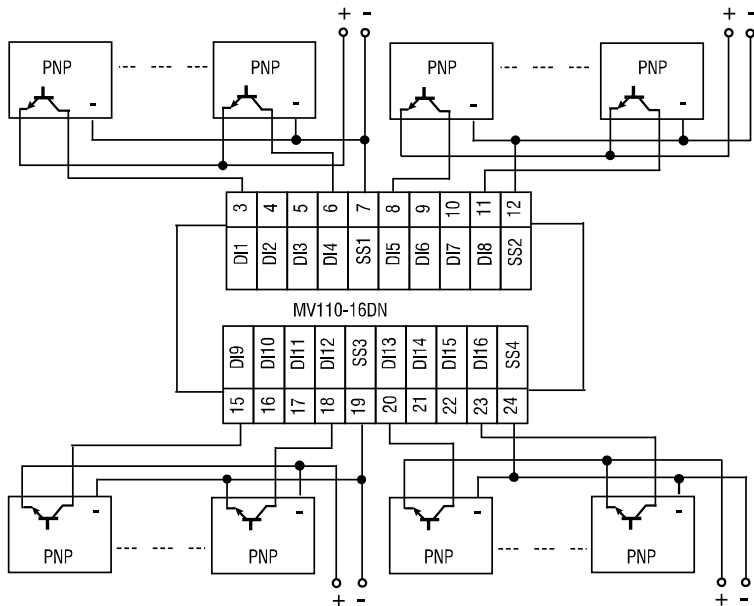 + - + -
PNP PNP PNP PNP
- - - -
3 4 5 6 7 8 9 10 11 12
DI1 DI2 DI3 DI4 SS1 DI5 DI6 DI7 DI8 SS2
MV110-16DN
DI9 DI10 DI11 DI12 SS3 DI13 DI14 DI15 DI16 SS4
15 16 17 18 19 20 21 22 23 24
- - - -
PNP PNP PNP PNP
+ - + -